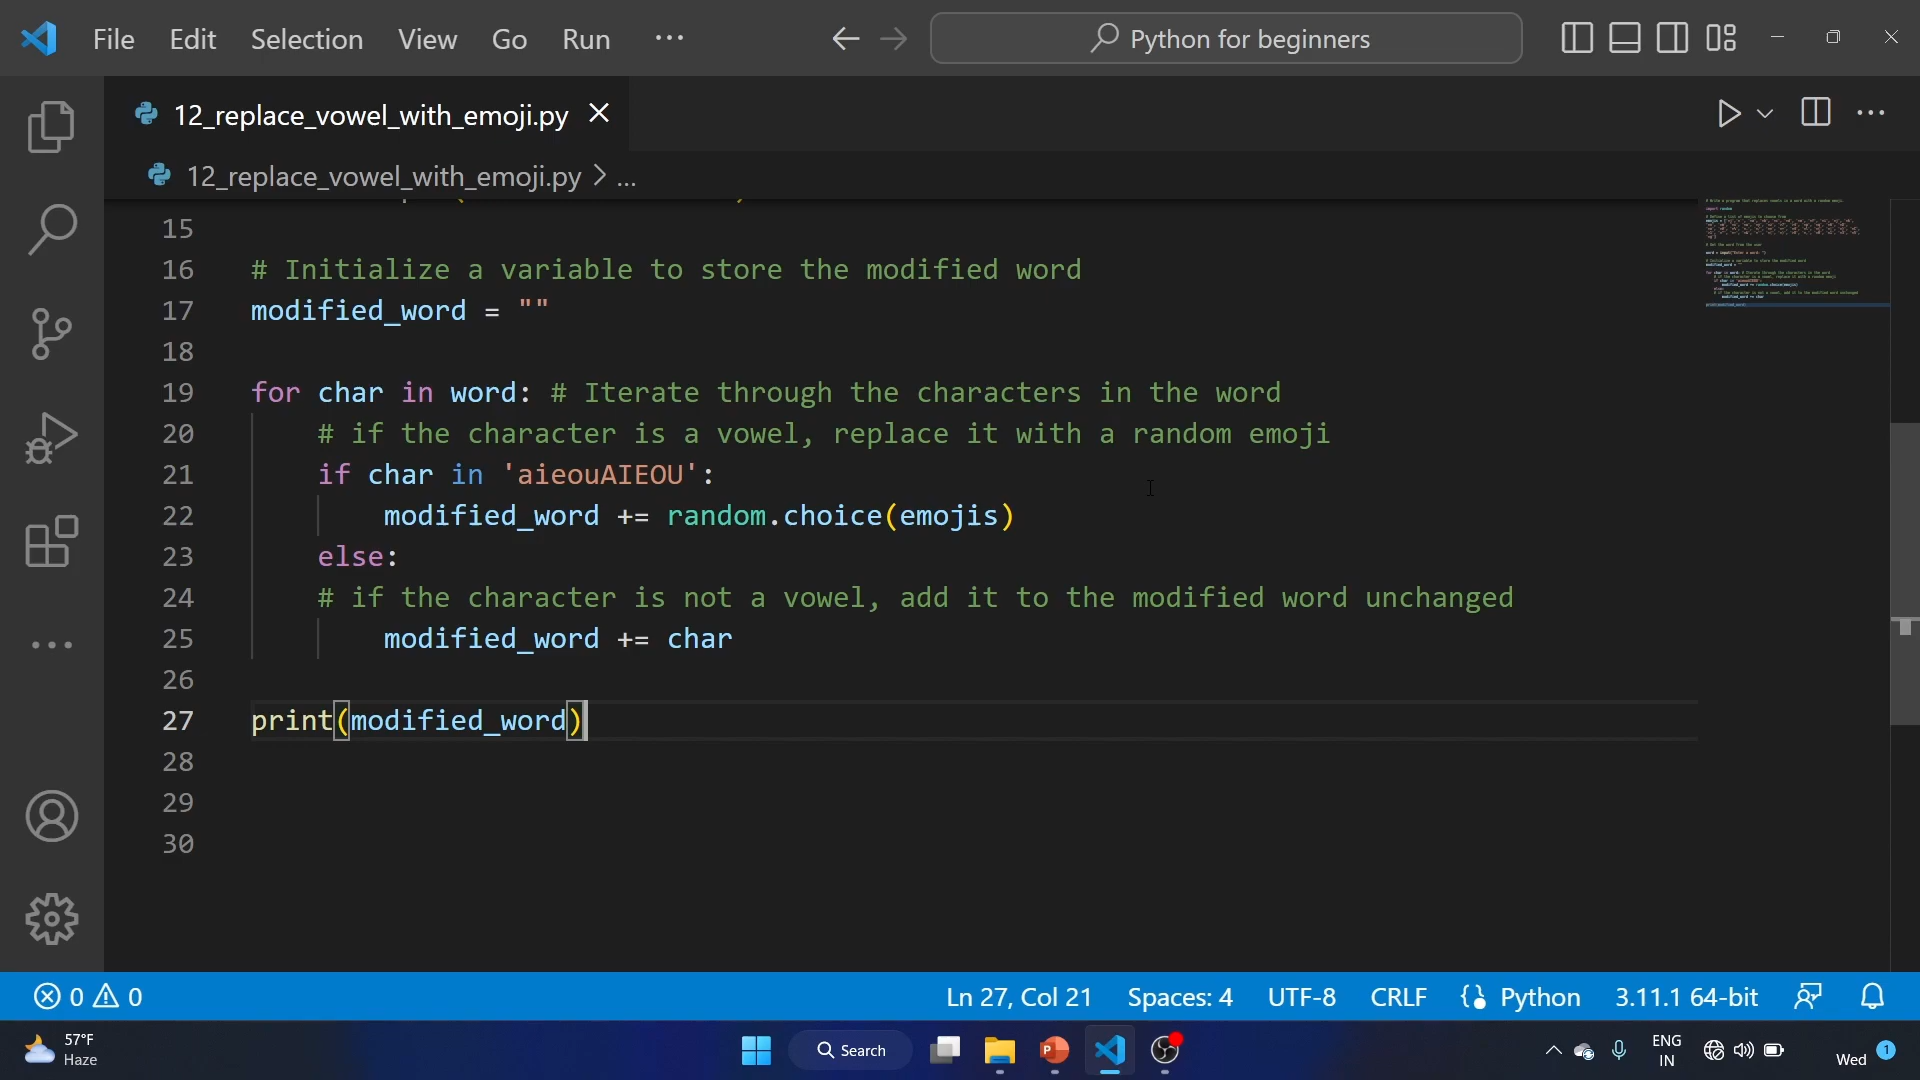 File Edit Selection View Go Run ··· Python for beginners
12_replace_vowel_with_emoji.py
12_replace_vowel_with_emoji.py > ...
15
16 # Initialize a variable to store the modified word
17 modified_word = ""
18
19 for char in word: # Iterate through the characters in the word
20 # if the character is a vowel, replace it with a random emoji
21 if char in 'aieouAIEOU':
22 modified_word += random.choice(emojis)
23 else:
24 # if the character is not a vowel, add it to the modified word unchanged
25 modified_word += char
26
27 print(modified_word)
28
29
30
0 0 Ln 27, Col 21 Spaces: 4 UTF-8 CRLF Python 3.11.1 64-bit
57°F
Haze
Search
ENG
IN
Wed 1